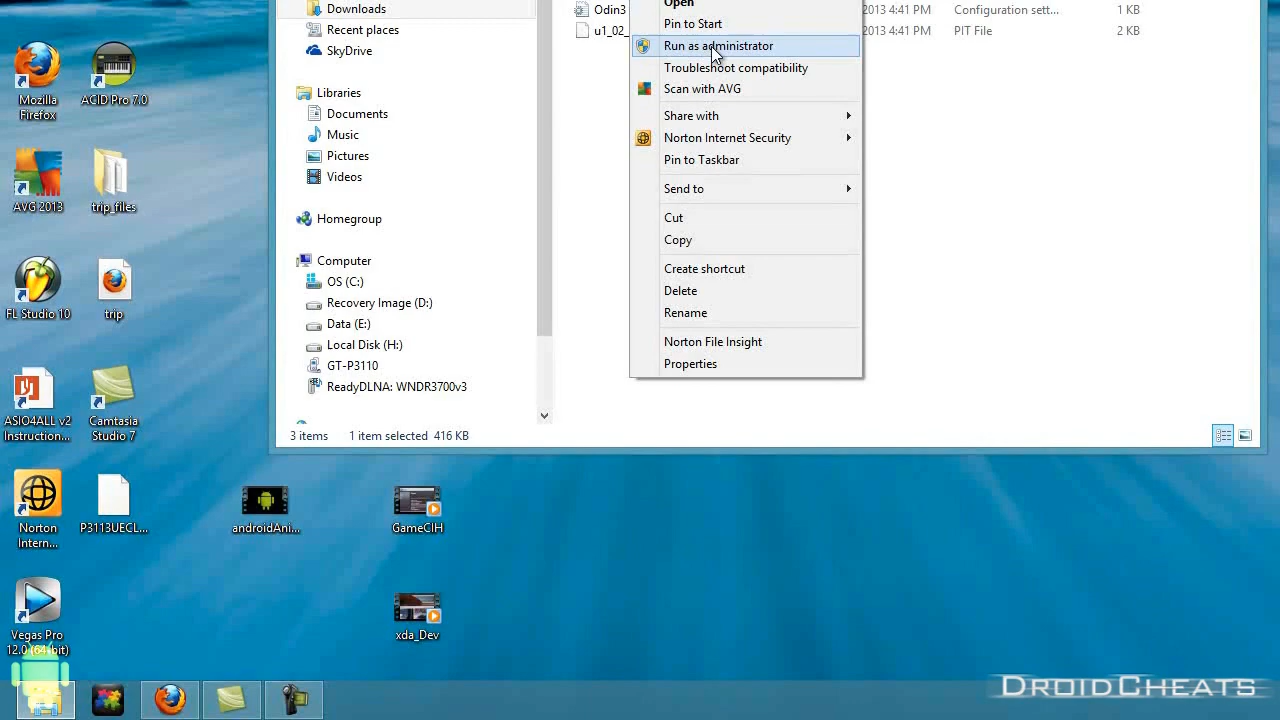 Downloads
Recent places
SkyDrive
Libraries
Documents
Music
Pictures
Videos
Homegroup
Computer
OS (C:)
Recovery Image (D:)
Data (E:)
Local Disk (H:)
GT-P3110
ReadyDLNA: WNDR3700v3
3 items 1 item selected 416 KB
Odin3
2013 4:41 PM Configuration sett... 1 KB
u1_02_
2013 4:41 PM PIT File 2 KB
Open
Pin to Start
Run as administrator
Troubleshoot compatibility
Scan with AVG
Share with
Norton Internet Security
Pin to Taskbar
Send to
Cut
Copy
Create shortcut
Delete
Rename
Norton File Insight
Properties
Mozilla
Firefox
ACID Pro 7.0
AVG 2013
trip_files
FL Studio 10
trip
ASIO4ALL v2
Instruction...
Camtasia
Studio 7
Norton
Intern...
P3113UECL...
androidAni...
GameCIH
Vegas Pro
12.0 (64-bit)
xda_Dev
DROIDCHEATS